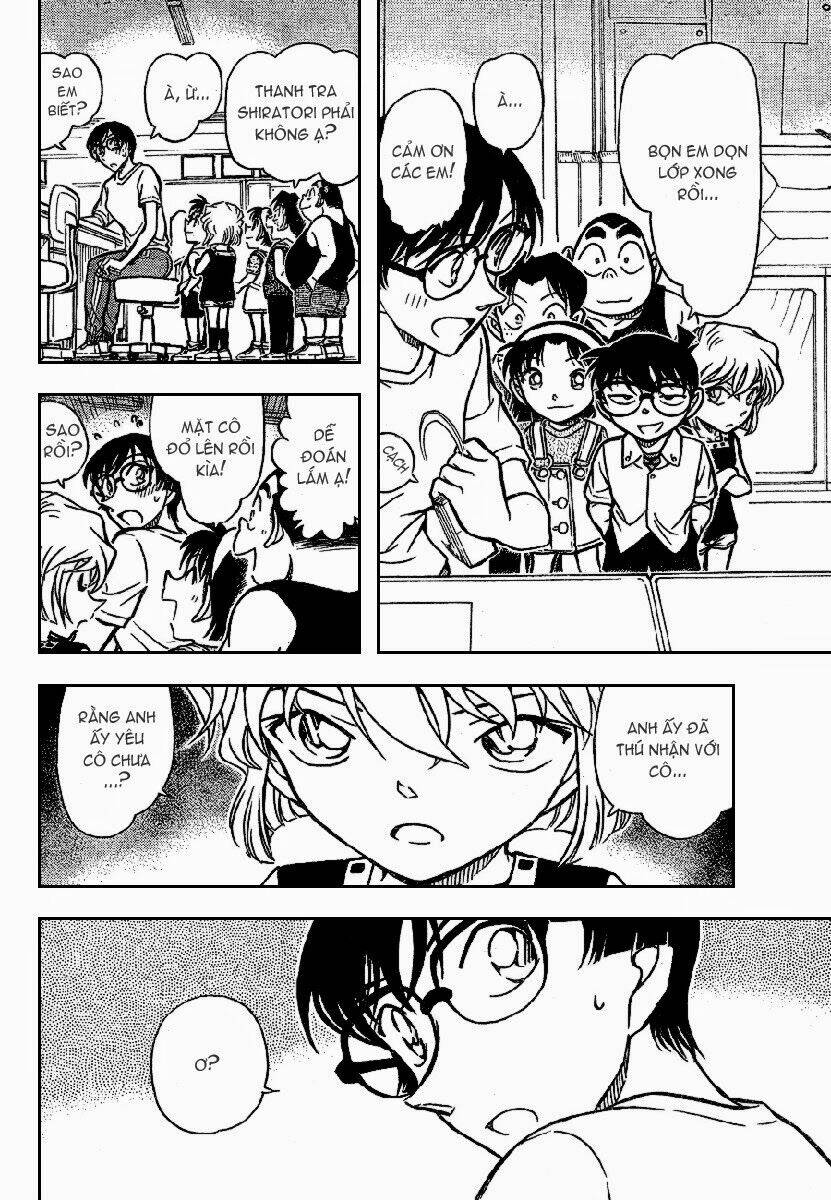 BỌN EM DỌN
LỚP XONG
RỒI...
À...
CẢM ƠN
CÁC EM!
CẠCH
THANH TRA
SHIRATORI PHẢI
KHÔNG Ạ?
À, Ừ...
SAO
EM
BIẾT?
DỄ
ĐOÁN
LẮM Ạ!
MẶT CÔ
ĐỎ LÊN RỒI
KÌA!
SAO
RỒI?
ANH ẤY ĐÃ
THÚ NHẬN VỚI
CÔ...
RẰNG ANH
ẤY YÊU
CÔ CHƯA
...?
Ơ?